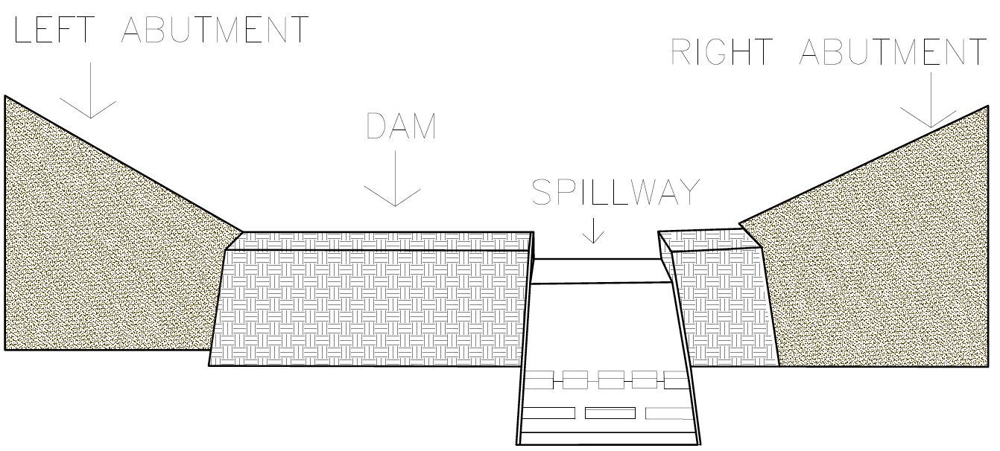 LEFT ABUTMENT
RIGHT ABUTMENT
DAM
SPILLWAY